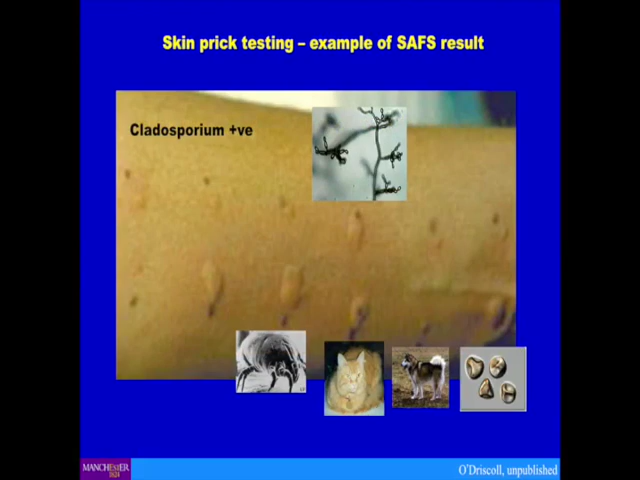 Skin prick testing – example of SAFS result
Cladosporium +ve
MANCHESTER
1824
O'Driscoll, unpublished